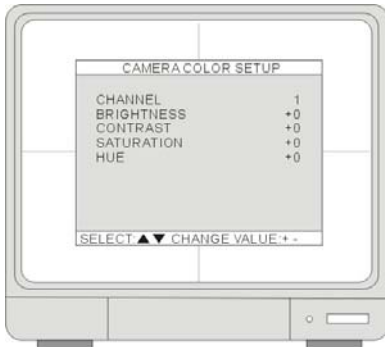 CAMERA COLOR SETUP
CHANNEL 1
BRIGHTNESS +0
CONTRAST +0
SATURATION +0
HUE +0
SELECT:▲▼ CHANGE VALUE:+ -